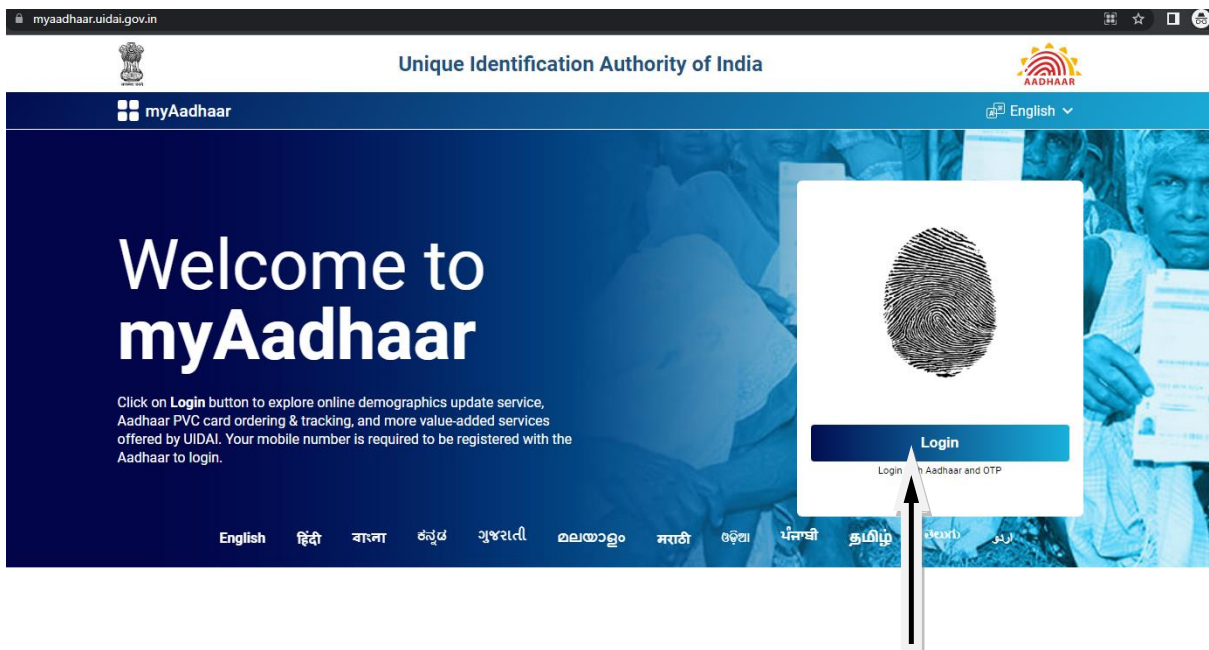 myaadhaar.uidai.gov.in
Unique Identification Authority of India
AADHAAR
myAadhaar
English
Welcome to
myAadhaar
Click on Login button to explore online demographics update service,
Aadhaar PVC card ordering & tracking, and more value-added services
offered by UIDAI. Your mobile number is required to be registered with the
Aadhaar to login.
Login
Login Aadhaar and OTP
English हिंदी বাংলা ಕನ್ನಡ ગુજરાતી മലയാളം मराठी ଓଡ଼ିଆ ਪੰਜਾਬੀ தமிழ் తెలుగు اردو